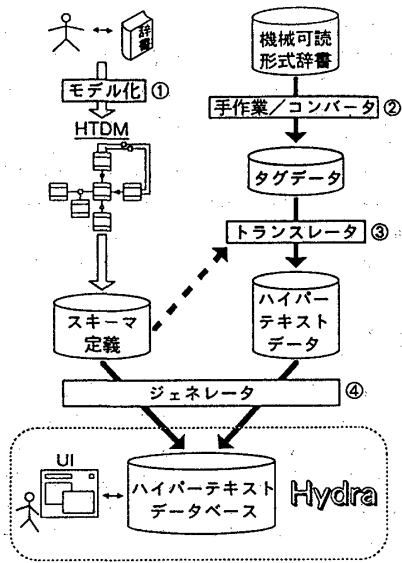 辞書
モデル化 ①
HTDM
スキーマ
定義
機械可読
形式辞書
手作業／コンバータ ②
タグデータ
トランスレータ ③
ハイパー
テキスト
データ
ジェネレータ ④
UI
ハイパーテキスト
データベース
Hydra